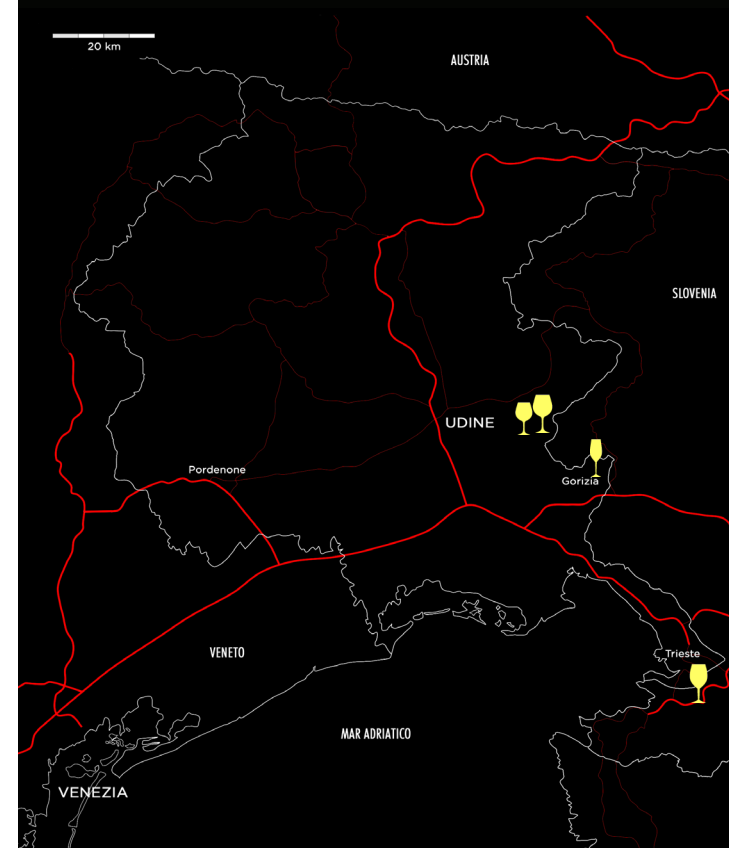 20 km
AUSTRIA
SLOVENIA
UDINE
Pordenone
Gorizia
VENETO
Trieste
MAR ADRIATICO
VENEZIA